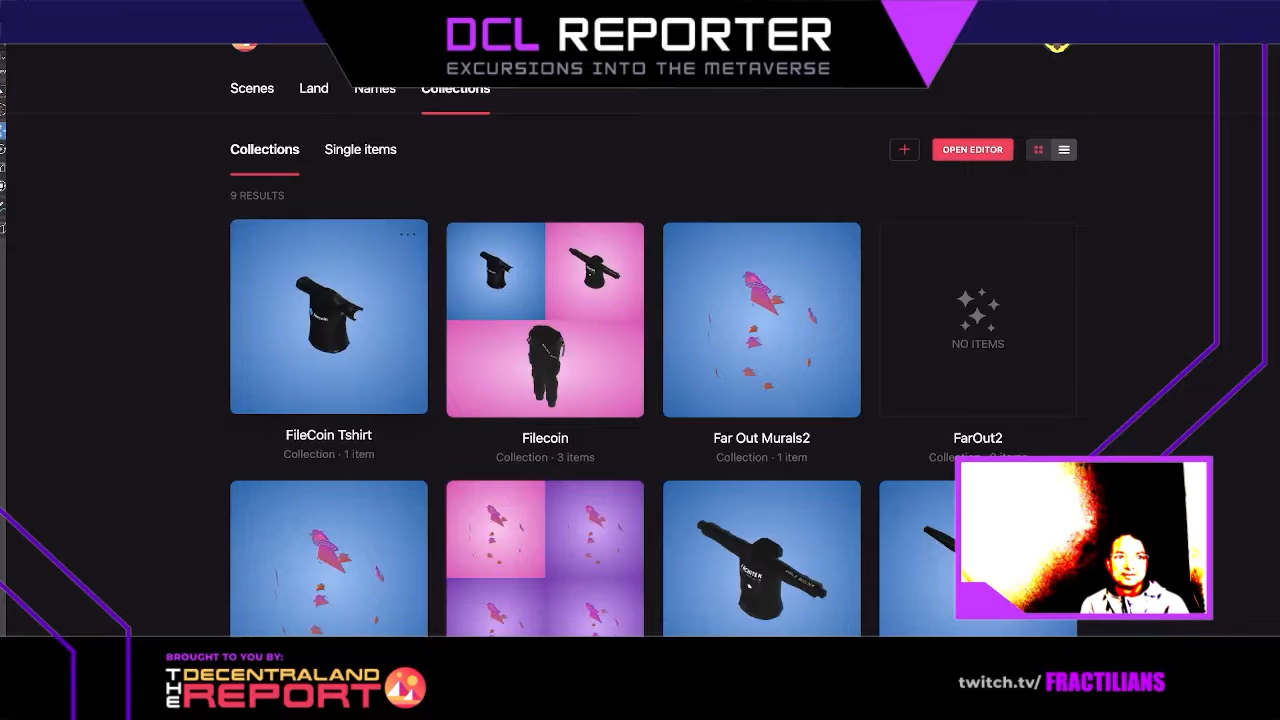 DCL REPORTER
EXCURSIONS INTO THE METAVERSE
Scenes Land Names Collections
Collections Single items
+ OPEN EDITOR
9 RESULTS
NO ITEMS
FileCoin Tshirt
Collection · 1 item
Filecoin
Collection · 3 items
Far Out Murals2
Collection · 1 item
FarOut2
BROUGHT TO YOU BY:
THE DECENTRALAND
REPORT
twitch.tv/ FRACTILIANS